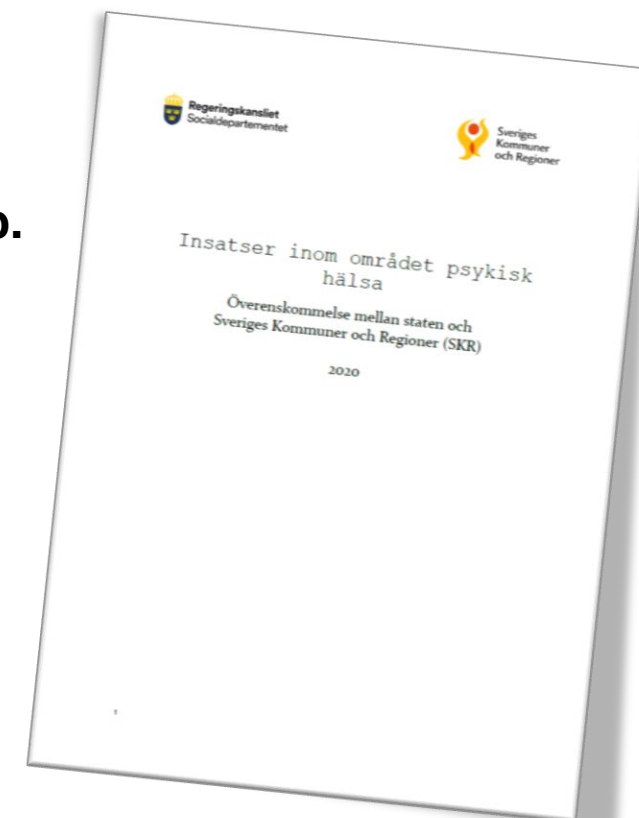 Regeringskansliet
Socialdepartementet
Sveriges
Kommuner
och Regioner
Insatser inom området psykisk
hälsa
Överenskommelse mellan staten och
Sveriges Kommuner och Regioner (SKR)
2020